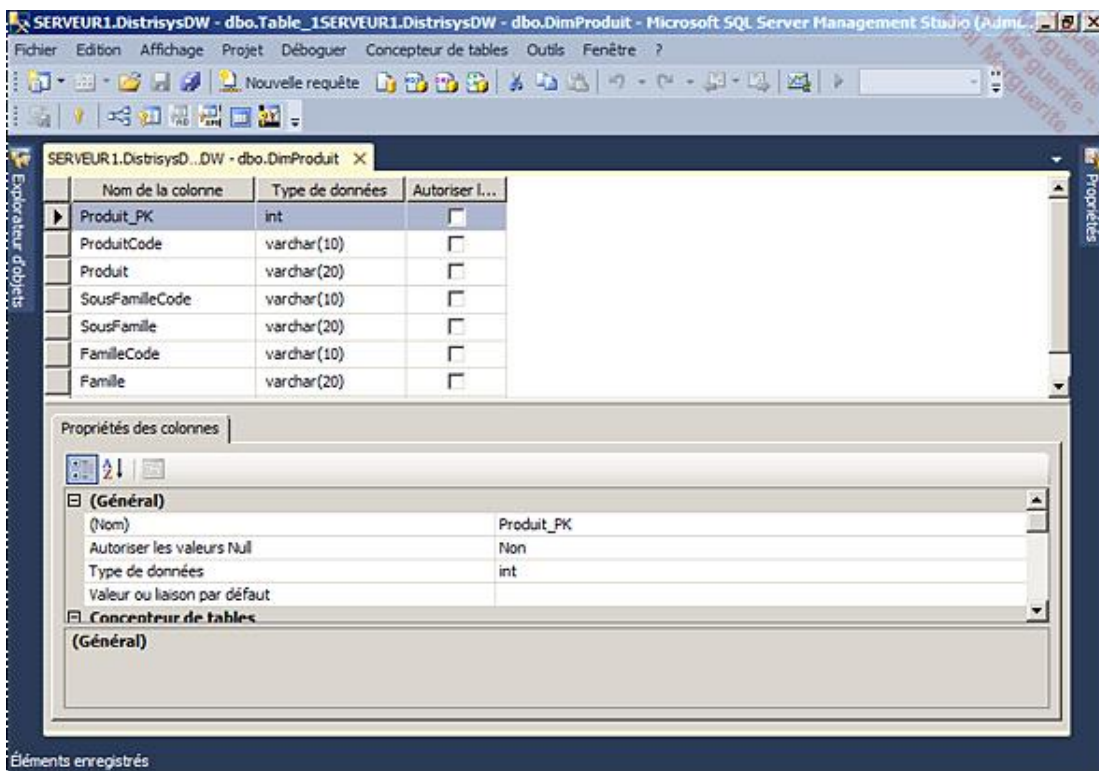 SERVEUR1.DistrisysDW - dbo.Table_1SERVEUR1.DistrisysDW - dbo.DimProduit - Microsoft SQL Server Management Studio (Admi...
Fichier Edition Affichage Projet Déboguer Concepteur de tables Outils Fenêtre ?
Nouvelle requête
SERVEUR1.DistrisysD...DW - dbo.DimProduit
Explorateur d'objets
Propriétés
Nom de la colonne Type de données Autoriser l...
Produit_PK int
ProduitCode varchar(10)
Produit varchar(20)
SousFamilleCode varchar(10)
SousFamille varchar(20)
FamilleCode varchar(10)
Famille varchar(20)
Propriétés des colonnes
(Général)
(Nom) Produit_PK
Autoriser les valeurs Null Non
Type de données int
Valeur ou liaison par défaut
Concepteur de tables
(Général)
Éléments enregistrés